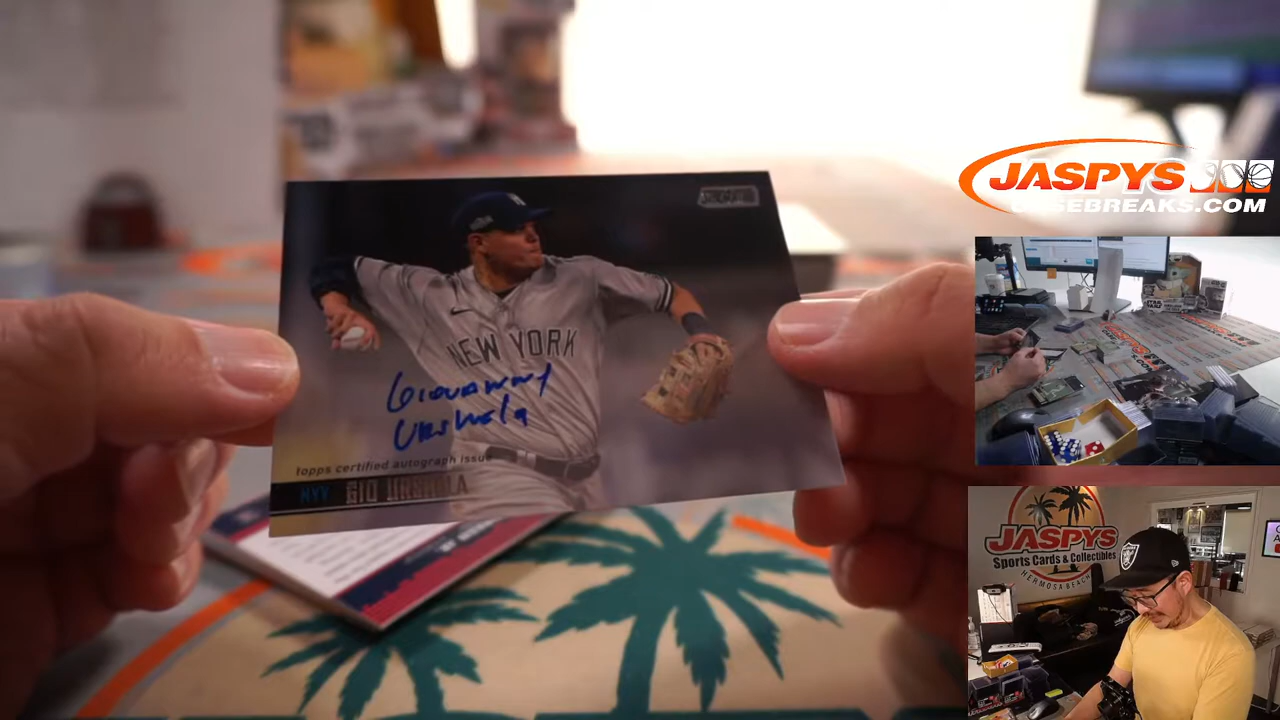 JASPYS
CASEBREAKS.COM
NEW YORK
Giovanny
Urshela
topps certified autograph issue
NYY GIO URSHELA
JASPYS
Sports Cards & Collectibles
HERMOSA BEACH